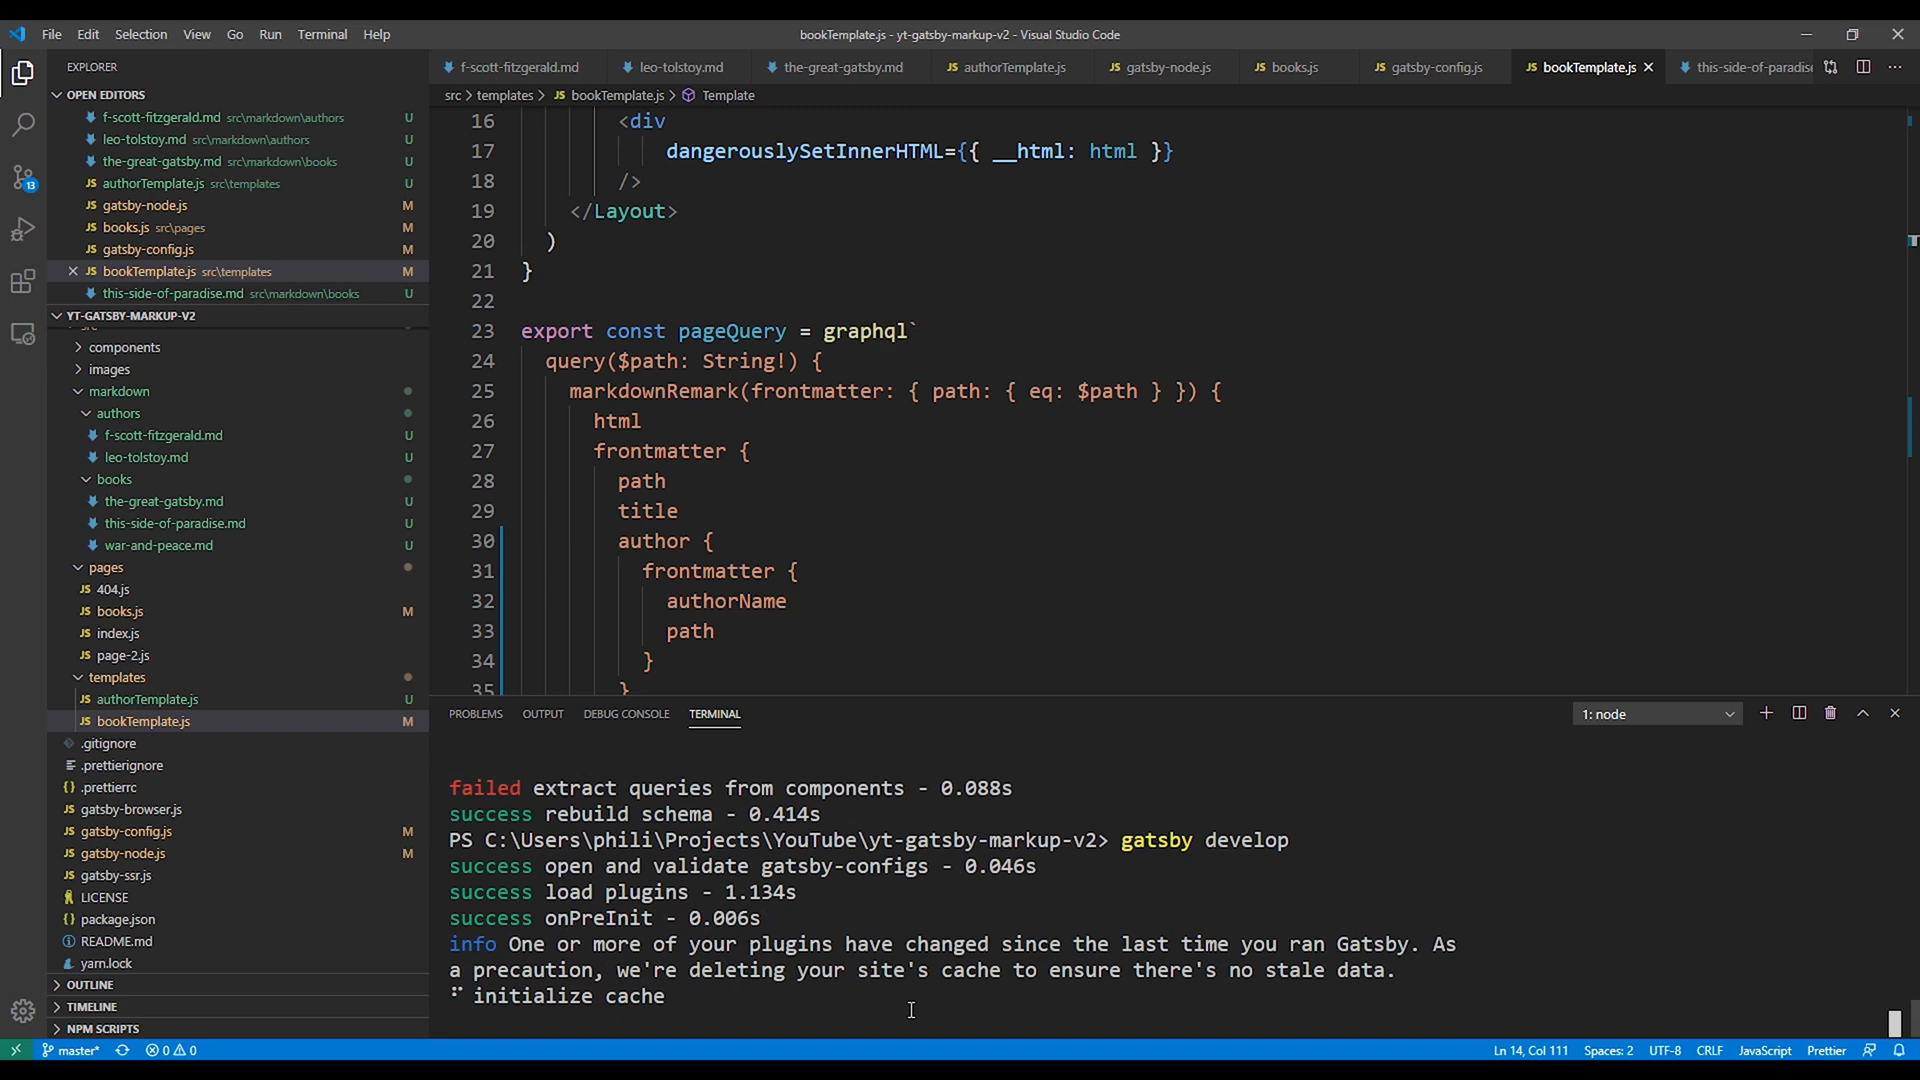 File Edit Selection View Go Run Terminal Help
bookTemplate.js - yt-gatsby-markup-v2 - Visual Studio Code
EXPLORER
OPEN EDITORS
f-scott-fitzgerald.md src\markdown\authors U
leo-tolstoy.md src\markdown\authors U
the-great-gatsby.md src\markdown\books U
authorTemplate.js src\templates U
gatsby-node.js M
books.js src\pages M
gatsby-config.js M
bookTemplate.js src\templates M
this-side-of-paradise.md src\markdown\books U
YT-GATSBY-MARKUP-V2
components
images
markdown
authors
f-scott-fitzgerald.md U
leo-tolstoy.md U
books
the-great-gatsby.md U
this-side-of-paradise.md U
war-and-peace.md U
pages
404.js
books.js M
index.js
page-2.js
templates
authorTemplate.js U
bookTemplate.js M
.gitignore
.prettierignore
.prettierrc
gatsby-browser.js
gatsby-config.js M
gatsby-node.js M
gatsby-ssr.js
LICENSE
package.json
README.md
yarn.lock
OUTLINE
TIMELINE
NPM SCRIPTS
13
f-scott-fitzgerald.md leo-tolstoy.md the-great-gatsby.md authorTemplate.js gatsby-node.js books.js gatsby-config.js bookTemplate.js this-side-of-paradis
src > templates > JS bookTemplate.js > Template
16 <div
17 dangerouslySetInnerHTML={{ __html: html }}
18 />
19 </Layout>
20 )
21 }
22
23 export const pageQuery = graphql`
24 query($path: String!) {
25 markdownRemark(frontmatter: { path: { eq: $path } }) {
26 html
27 frontmatter {
28 path
29 title
30 author {
31 frontmatter {
32 authorName
33 path
34 }
35 }
PROBLEMS OUTPUT DEBUG CONSOLE TERMINAL 1: node
failed extract queries from components - 0.088s
success rebuild schema - 0.414s
PS C:\Users\phili\Projects\YouTube\yt-gatsby-markup-v2> gatsby develop
success open and validate gatsby-configs - 0.046s
success load plugins - 1.134s
success onPreInit - 0.006s
info One or more of your plugins have changed since the last time you ran Gatsby. As
a precaution, we're deleting your site's cache to ensure there's no stale data.
initialize cache
master* 0 0 Ln 14, Col 111 Spaces: 2 UTF-8 CRLF JavaScript Prettier